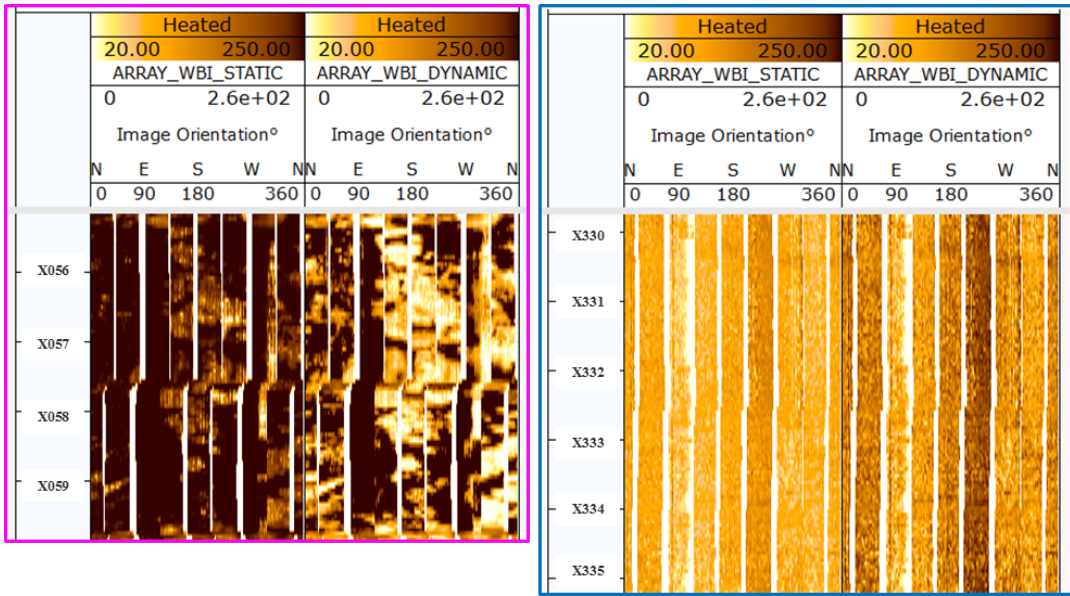 Heated Heated
20.00 250.00 20.00 250.00
ARRAY_WBI_STATIC ARRAY_WBI_DYNAMIC
0 2.6e+02 0 2.6e+02
Image Orientation° Image Orientation°
N E S W N E S W N
0 90 180 360 0 90 180 360
X056
X057
X058
X059
Heated Heated
20.00 250.00 20.00 250.00
ARRAY_WBI_STATIC ARRAY_WBI_DYNAMIC
0 2.6e+02 0 2.6e+02
Image Orientation° Image Orientation°
N E S W N E S W N
0 90 180 360 0 90 180 360
X330
X331
X332
X333
X334
X335